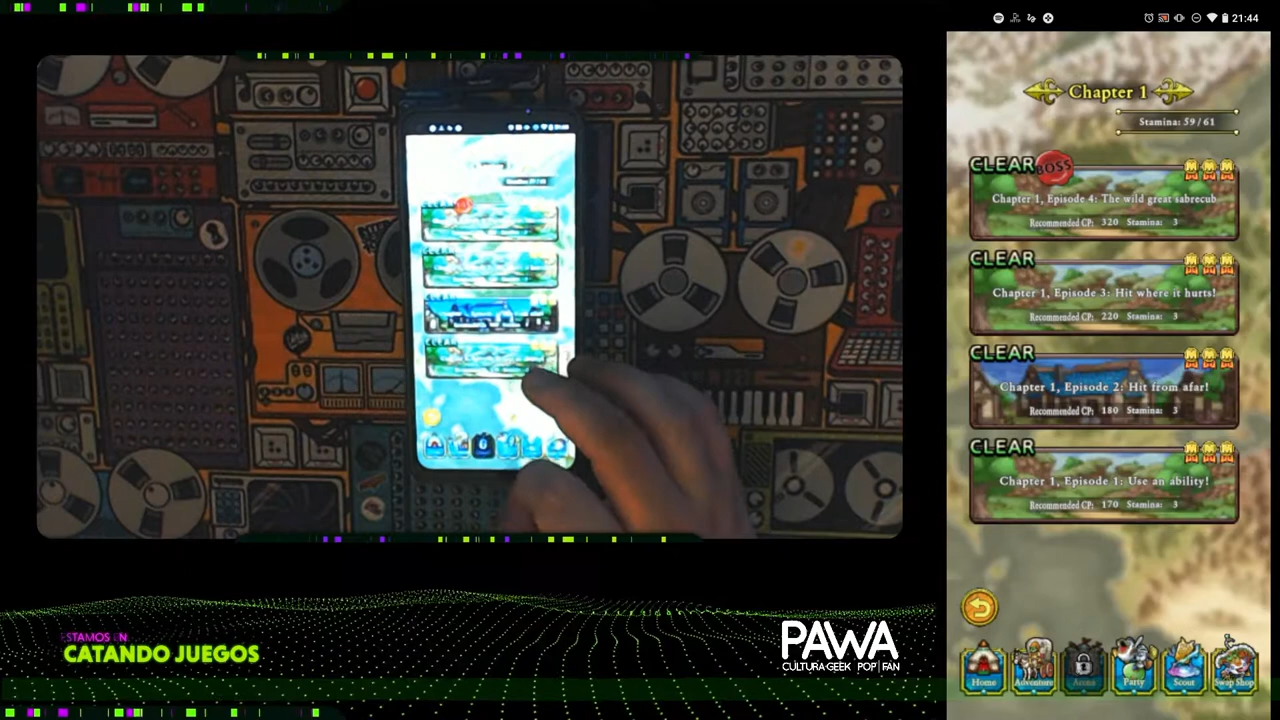 21:44
Chapter 1
Stamina: 59 / 61
CLEAR BOSS
Chapter 1, Episode 4: The wild great sabrecub
Recommended CP: 320 Stamina: 3
CLEAR
Chapter 1, Episode 3: Hit where it hurts!
Recommended CP: 220 Stamina: 3
CLEAR
Chapter 1, Episode 2: Hit from afar!
Recommended CP: 180 Stamina: 3
CLEAR
Chapter 1, Episode 1: Use an ability!
Recommended CP: 170 Stamina: 3
Home Adventure Arena Party Scout Swap Shop
ESTAMOS EN
CATANDO JUEGOS
PAWA
CULTURA GEEK POP | FAN